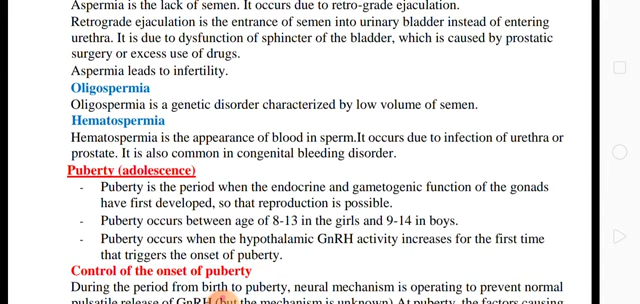 Aspermia is the lack of semen. It occurs due to retro-grade ejaculation.
Retrograde ejaculation is the entrance of semen into urinary bladder instead of entering
urethra. It is due to dysfunction of sphincter of the bladder, which is caused by prostatic
surgery or excess use of drugs.
Aspermia leads to infertility.
Oligospermia
Oligospermia is a genetic disorder characterized by low volume of semen.
Hematospermia
Hematospermia is the appearance of blood in sperm.It occurs due to infection of urethra or
prostate. It is also common in congenital bleeding disorder.
Puberty (adolescence)
- Puberty is the period when the endocrine and gametogenic function of the gonads
have first developed, so that reproduction is possible.
- Puberty occurs between age of 8-13 in the girls and 9-14 in boys.
- Puberty occurs when the hypothalamic GnRH activity increases for the first time
that triggers the onset of puberty.
Control of the onset of puberty
During the period from birth to puberty, neural mechanism is operating to prevent normal
pulsatile release of GnRH (but the mechanism is unknown) At puberty, the factors causing